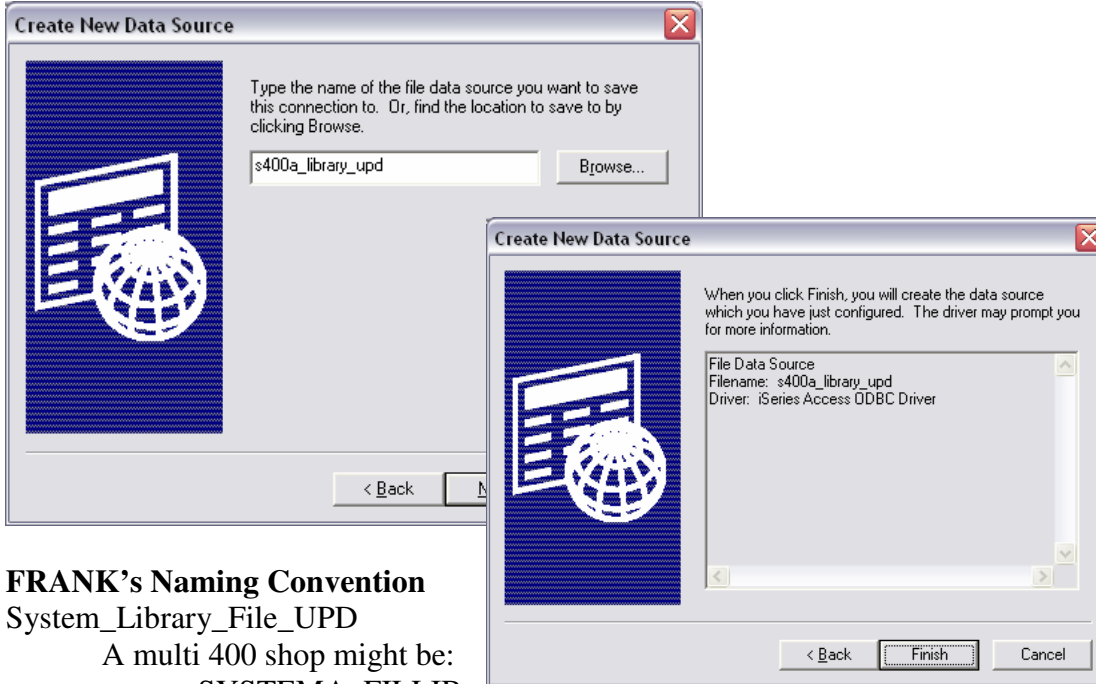 Create New Data Source
Type the name of the file data source you want to save
this connection to. Or, find the location to save to by
clicking Browse.
s400a_library_upd
Browse...
< Back
Create New Data Source
When you click Finish, you will create the data source
which you have just configured. The driver may prompt you
for more information.
File Data Source
Filename: s400a_library_upd
Driver: iSeries Access ODBC Driver
< Back
Finish
Cancel
FRANK's Naming Convention
System_Library_File_UPD
A multi 400 shop might be: